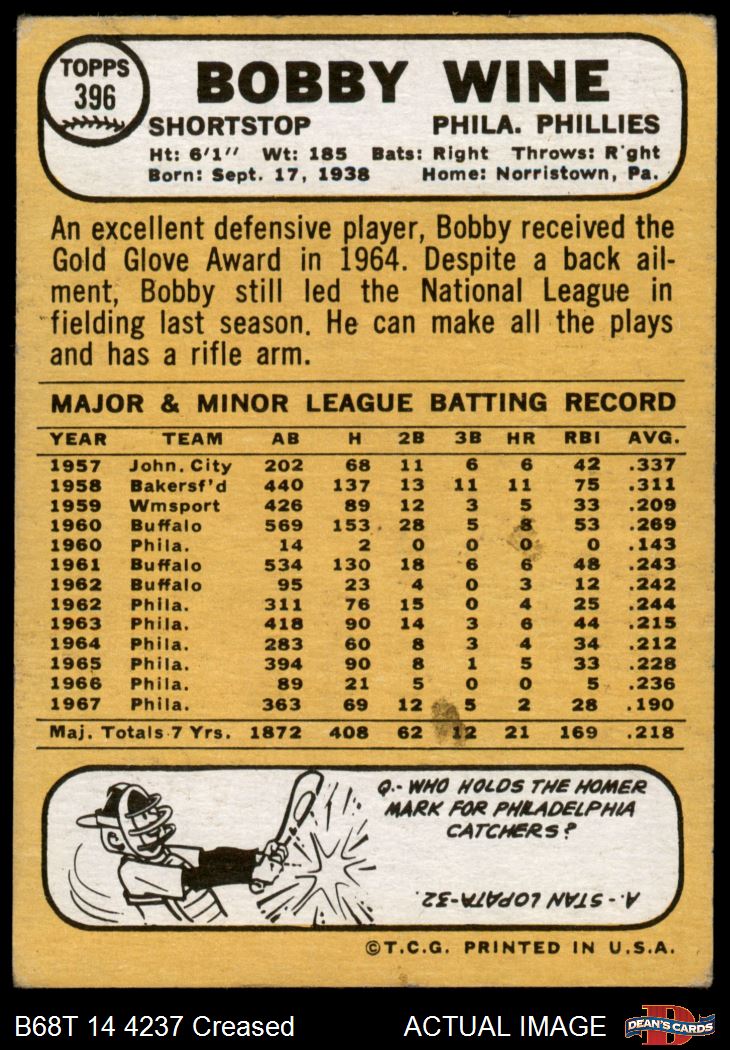 TOPPS
396
BOBBY WINE
SHORTSTOP PHILA. PHILLIES
Ht: 6'1" Wt: 185 Bats: Right Throws: R ght
Born: Sept. 17, 1938 Home: Norristown, Pa.
An excellent defensive player, Bobby received the
Gold Glove Award in 1964. Despite a back ail-
ment, Bobby still led the National League in
fielding last season. He can make all the plays
and has a rifle arm.
MAJOR & MINOR LEAGUE BATTING RECORD
YEAR TEAM AB H 2B 3B HR RBI AVG.
1957 John. City 202 68 11 6 6 42 .337
1958 Bakersf'd 440 137 13 11 11 75 .311
1959 Wmsport 426 89 12 3 5 33 .209
1960 Buffalo 569 153 28 5 8 53 .269
1960 Phila. 14 2 0 0 0 0 .143
1961 Buffalo 534 130 18 6 6 48 .243
1962 Buffalo 95 23 4 0 3 12 .242
1962 Phila. 311 76 15 0 4 25 .244
1963 Phila. 418 90 14 3 6 44 .215
1964 Phila. 283 60 8 3 4 34 .212
1965 Phila. 394 90 8 1 5 33 .228
1966 Phila. 89 21 5 0 0 5 .236
1967 Phila. 363 69 12 5 2 28 .190
Maj. Totals 7 Yrs. 1872 408 62 12 21 169 .218
Q.- WHO HOLDS THE HOMER
MARK FOR PHILADELPHIA
CATCHERS?
A.- STAN LOPATA-32.
©T.C.G. PRINTED IN U.S.A.
B68T 14 4237 Creased ACTUAL IMAGE
DEAN'S CARDS